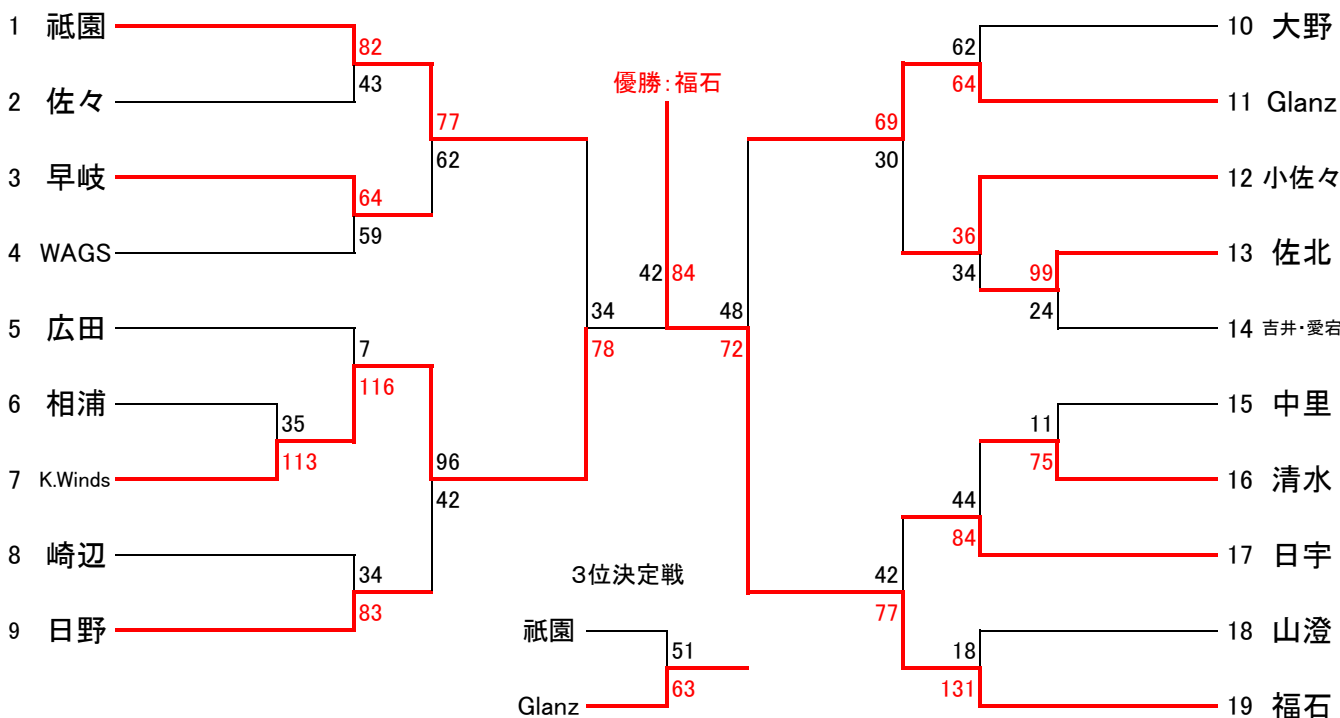 1 祇園
82
43
2 佐々
77
62
3 早岐
64
59
4 WAGS
5 広田
7
116
6 相浦
35
113
7 K.Winds
96
42
8 崎辺
34
83
9 日野
34
78
優勝:福石
42 84
48
72
3位決定戦
祇園
51
63
Glanz
10 大野
62
64
11 Glanz
69
30
12 小佐々
36
34
13 佐北
99
24
14 吉井・愛宕
15 中里
11
75
16 清水
44
84
17 日宇
42
77
18 山澄
18
131
19 福石